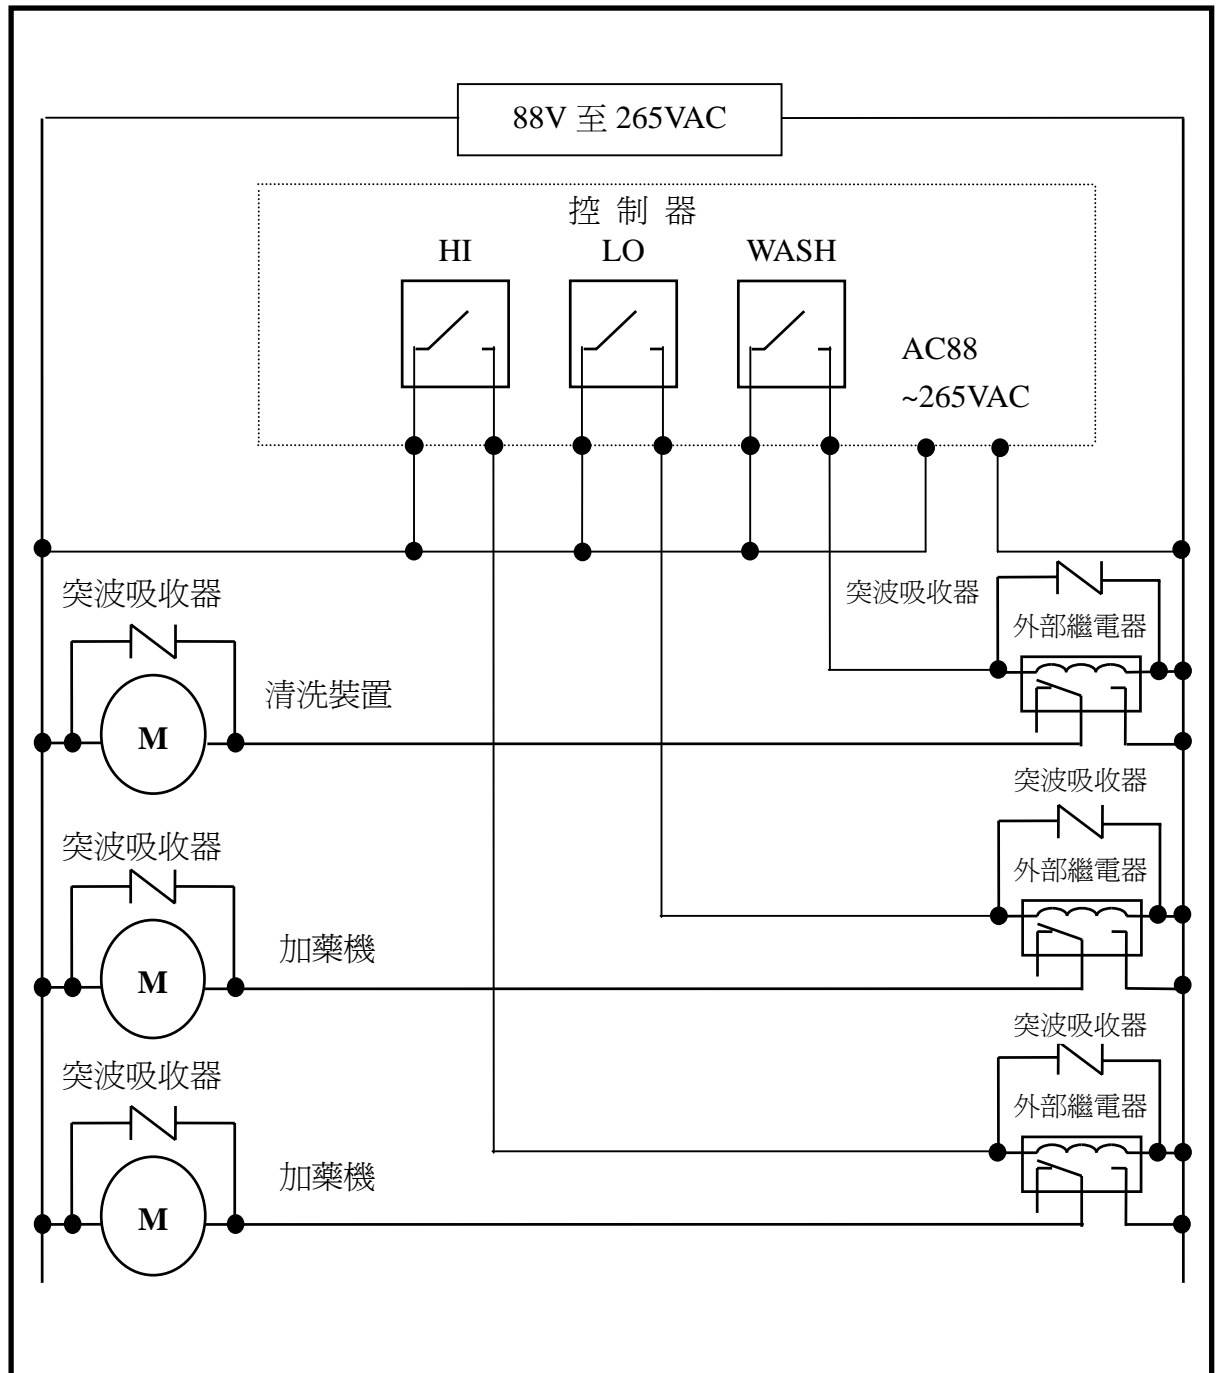 88V 至 265VAC
控 制 器
HI
LO
WASH
AC88
~265VAC
突波吸收器
突波吸收器
外部繼電器
清洗裝置
M
突波吸收器
突波吸收器
外部繼電器
加藥機
M
突波吸收器
突波吸收器
外部繼電器
加藥機
M